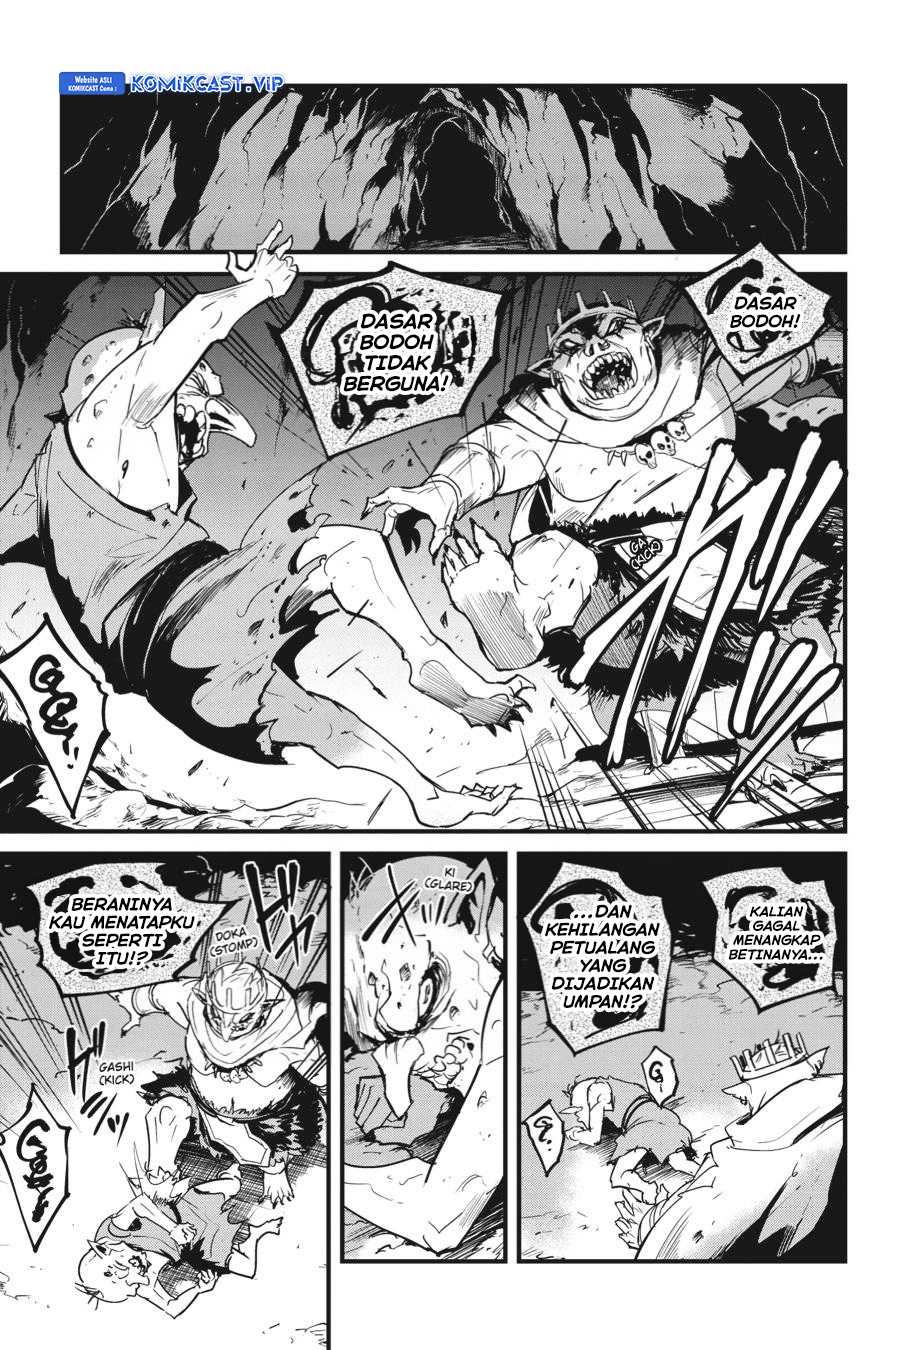 Website ASLI
KOMIKCAST Cuma :
KOMIKCAST.VIP
DASAR
BODOH!
DASAR
BODOH
TIDAK
BERGUNA!
GA
GAGA
KALIAN
GAGAL
MENANGKAP
BETINANYA...
...DAN
KEHILANGAN
PETUALANG
YANG
DIJADIKAN
UMPAN!?
KI
(GLARE)
BERANINYA
KAU MENATAPKU
SEPERTI
ITU!?
DOKA
(STOMP)
GASHI
(KICK)